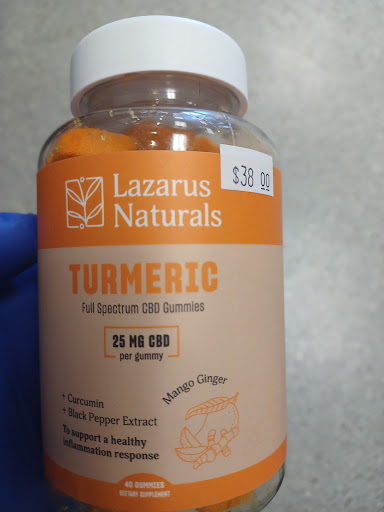 Lazarus
Naturals
$38 00
TURMERIC
Full Spectrum CBD Gummies
25 MG CBD
per gummy
Mango Ginger
+ Curcumin
+ Black Pepper Extract
To support a healthy
inflammation response
40 GUMMIES
DIETARY SUPPLEMENT